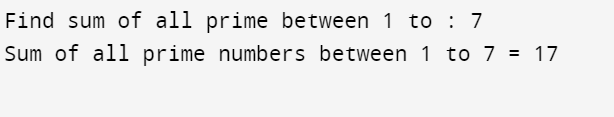 Find sum of all prime between 1 to : 7
Sum of all prime numbers between 1 to 7 = 17